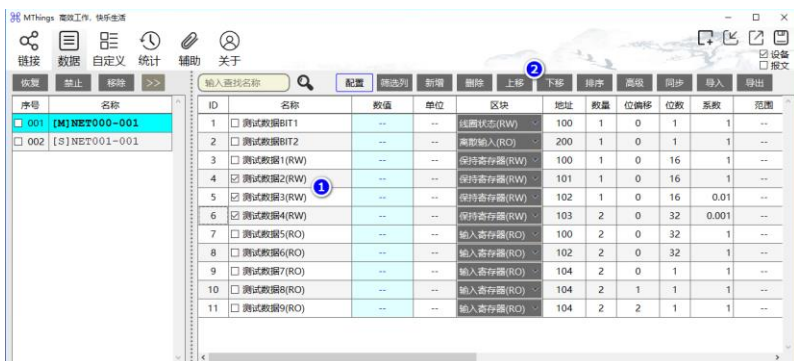 MThings 高效工作、快乐生活
链接 数据 自定义 统计 辅助 关于
设备
报文
恢复 禁止 移除 >> 输入查找名称 配置 筛选列 新增 删除 上移 下移 排序 高级 同步 导入 导出
2
序号 名称 ID 名称 数值 单位 区块 地址 数量 位偏移 位数 系数 范围
001 [M]NET000-001 1 测试数据BIT1 -- -- 线圈状态(RW) 100 1 0 1 1 --
002 [S]NET001-001 2 测试数据BIT2 -- -- 离散输入(RO) 200 1 0 1 1 --
3 测试数据1(RW) -- -- 保持寄存器(RW) 100 1 0 16 1 --
4 测试数据2(RW) -- -- 保持寄存器(RW) 101 1 0 16 1 --
1
5 测试数据3(RW) -- -- 保持寄存器(RW) 102 1 0 16 0.01 --
6 测试数据4(RW) -- -- 保持寄存器(RW) 103 2 0 32 0.001 --
7 测试数据5(RO) -- -- 输入寄存器(RO) 100 2 0 32 1 --
8 测试数据6(RO) -- -- 输入寄存器(RO) 102 2 0 32 1 --
9 测试数据7(RO) -- -- 输入寄存器(RO) 104 2 0 1 1 --
10 测试数据8(RO) -- -- 输入寄存器(RO) 104 2 1 1 1 --
11 测试数据9(RO) -- -- 输入寄存器(RO) 104 2 2 1 1 --